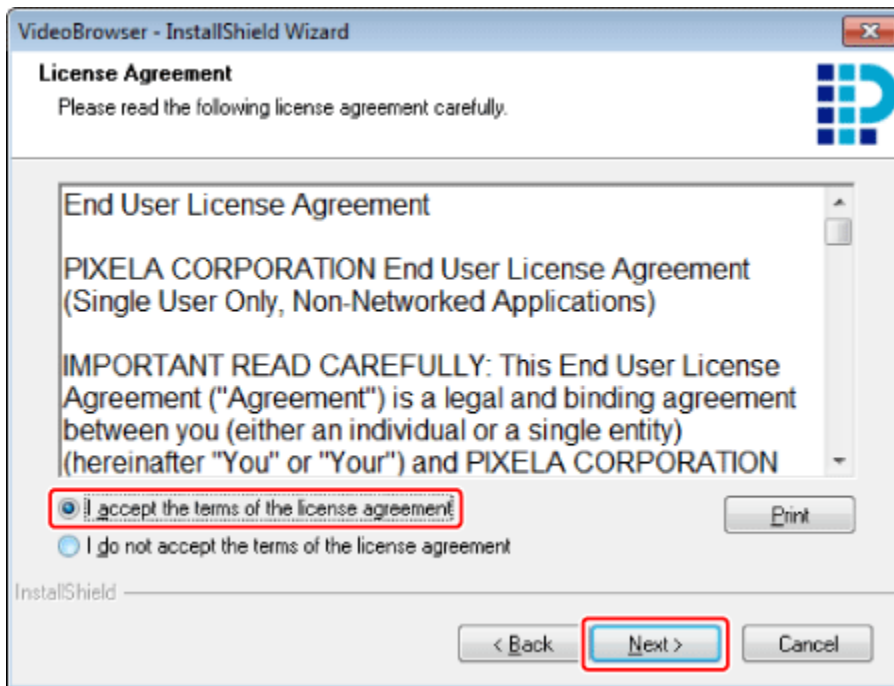 VideoBrowser - InstallShield Wizard
License Agreement
Please read the following license agreement carefully.
End User License Agreement
PIXELA CORPORATION End User License Agreement
(Single User Only, Non-Networked Applications)
IMPORTANT READ CAREFULLY: This End User License
Agreement ("Agreement") is a legal and binding agreement
between you (either an individual or a single entity)
(hereinafter "You" or "Your") and PIXELA CORPORATION
I accept the terms of the license agreement
Print
I do not accept the terms of the license agreement
InstallShield
< Back Next > Cancel